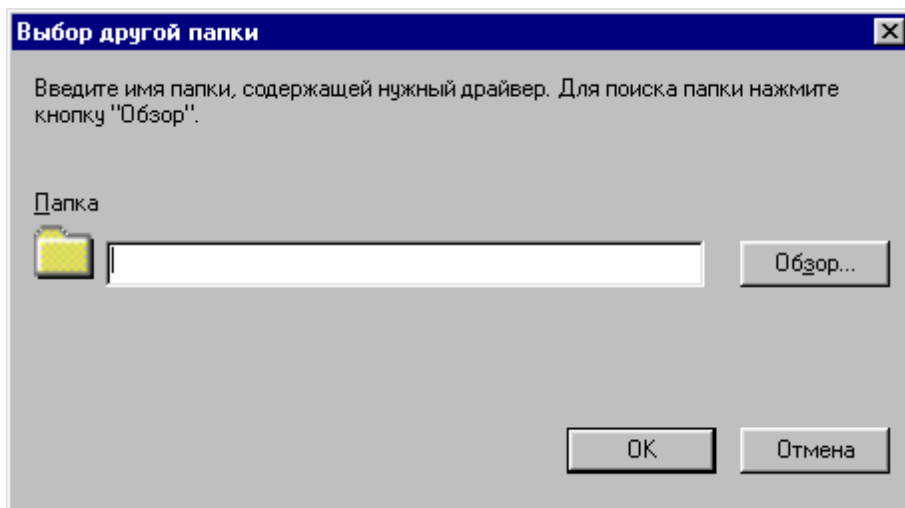 Выбор другой папки
Введите имя папки, содержащей нужный драйвер. Для поиска папки нажмите
кнопку "Обзор".
Папка
Обзор...
OK
Отмена